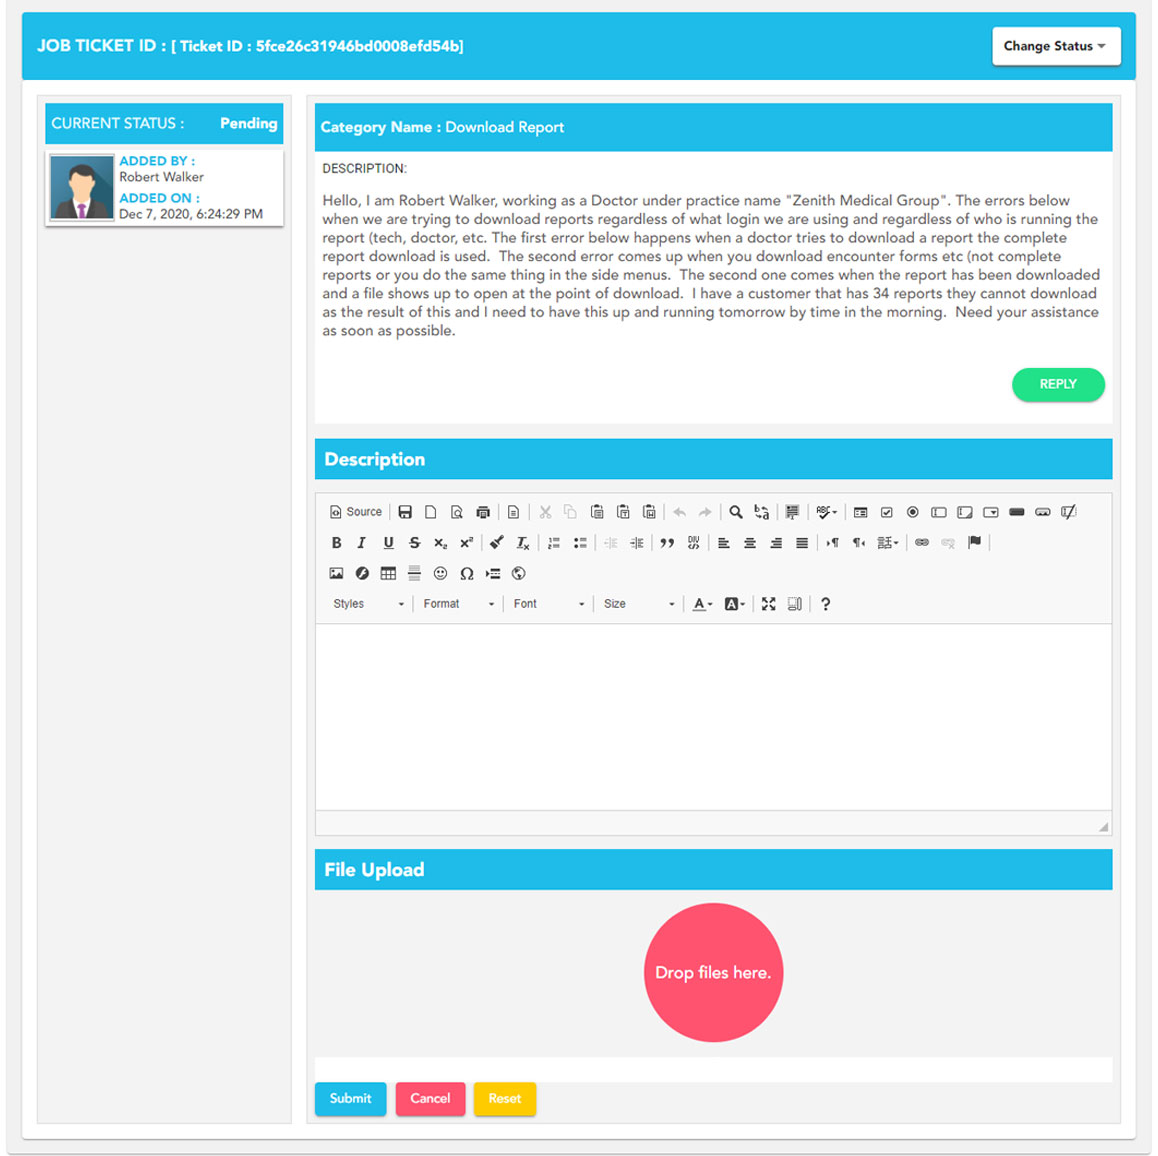 JOB TICKET ID : [ Ticket ID : 5fce26c31946bd0008efd54b]
Change Status
CURRENT STATUS : Pending
ADDED BY :
Robert Walker
ADDED ON :
Dec 7, 2020, 6:24:29 PM
Category Name : Download Report
DESCRIPTION:
Hello, I am Robert Walker, working as a Doctor under practice name "Zenith Medical Group". The errors below
when we are trying to download reports regardless of what login we are using and regardless of who is running the
report (tech, doctor, etc. The first error below happens when a doctor tries to download a report the complete
report download is used.  The second error comes up when you download encounter forms etc (not complete
reports or you do the same thing in the side menus.  The second one comes when the report has been downloaded
and a file shows up to open at the point of download.  I have a customer that has 34 reports they cannot download
as the result of this and I need to have this up and running tomorrow by time in the morning.  Need your assistance
as soon as possible.
REPLY
Description
Source
Styles Format Font Size
File Upload
Drop files here.
Submit Cancel Reset